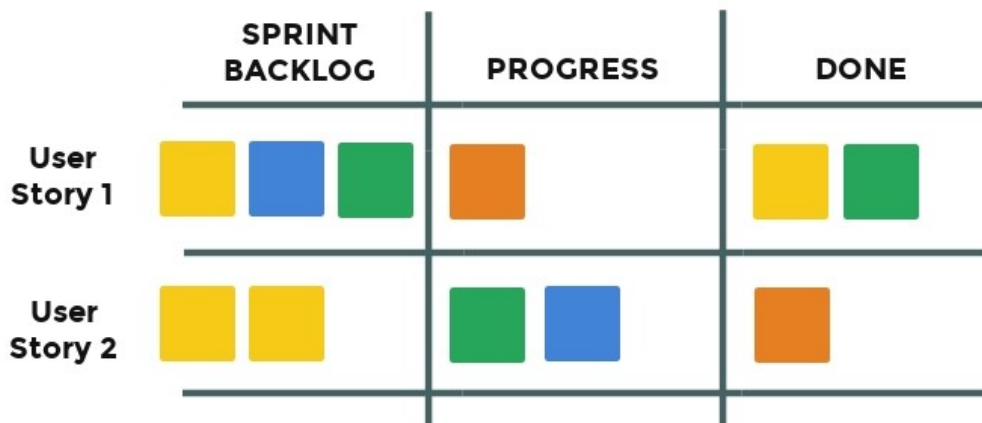 SPRINT
BACKLOG
PROGRESS
DONE
User
Story 1
User
Story 2